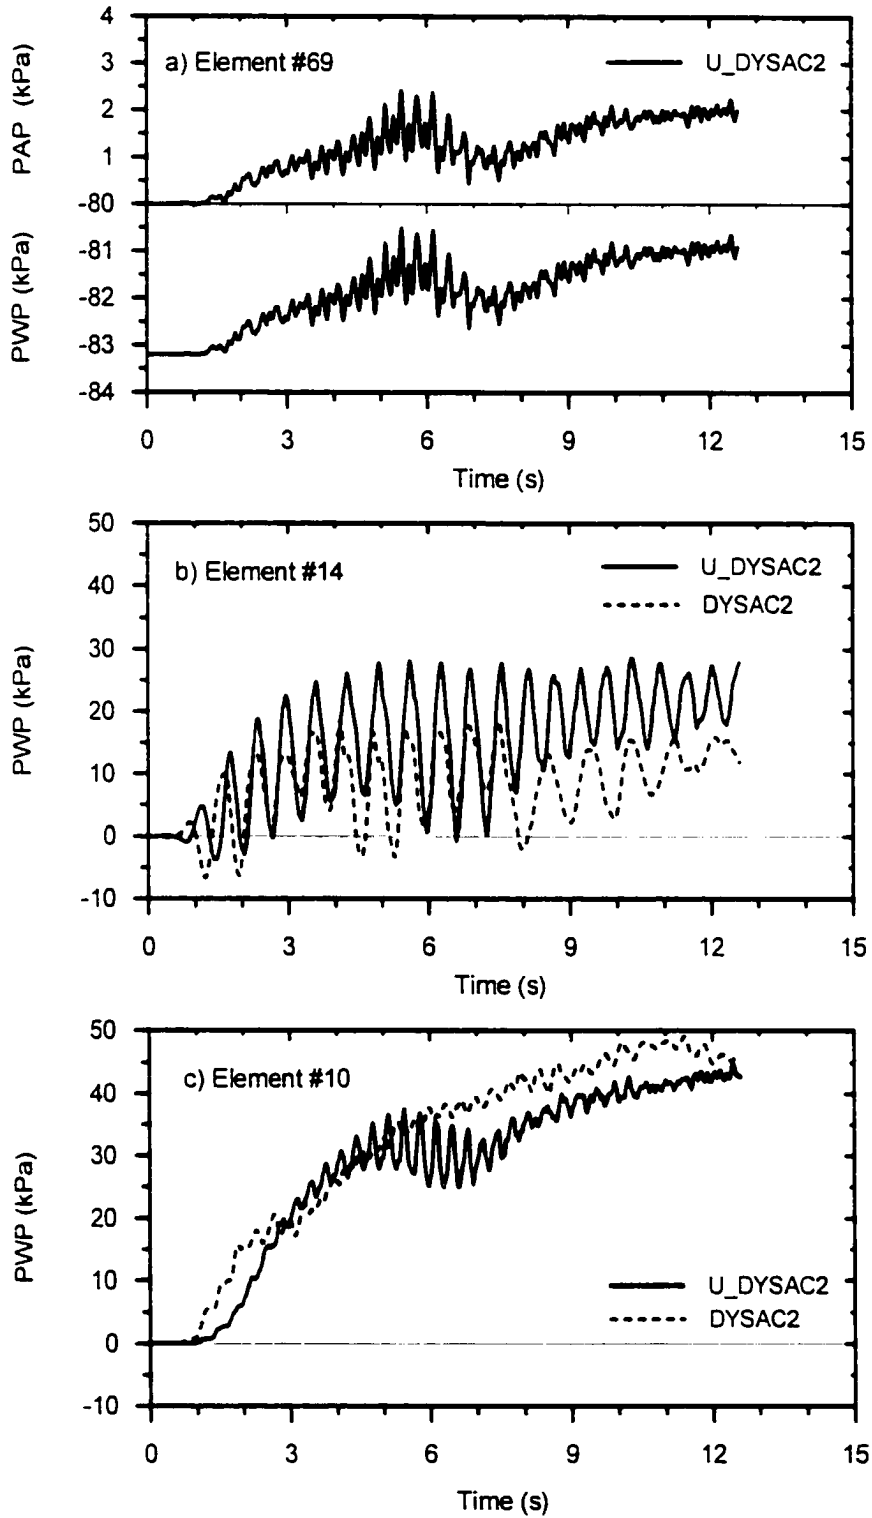 4
3
2
1
-80
-81
-82
-83
-84
PAP (kPa)
PWP (kPa)
a) Element #69
U_DYSAC2
0 3 6 9 12 15
Time (s)
50
40
30
20
10
0
-10
PWP (kPa)
b) Element #14
U_DYSAC2
DYSAC2
0 3 6 9 12 15
Time (s)
50
40
30
20
10
0
-10
PWP (kPa)
c) Element #10
U_DYSAC2
DYSAC2
0 3 6 9 12 15
Time (s)